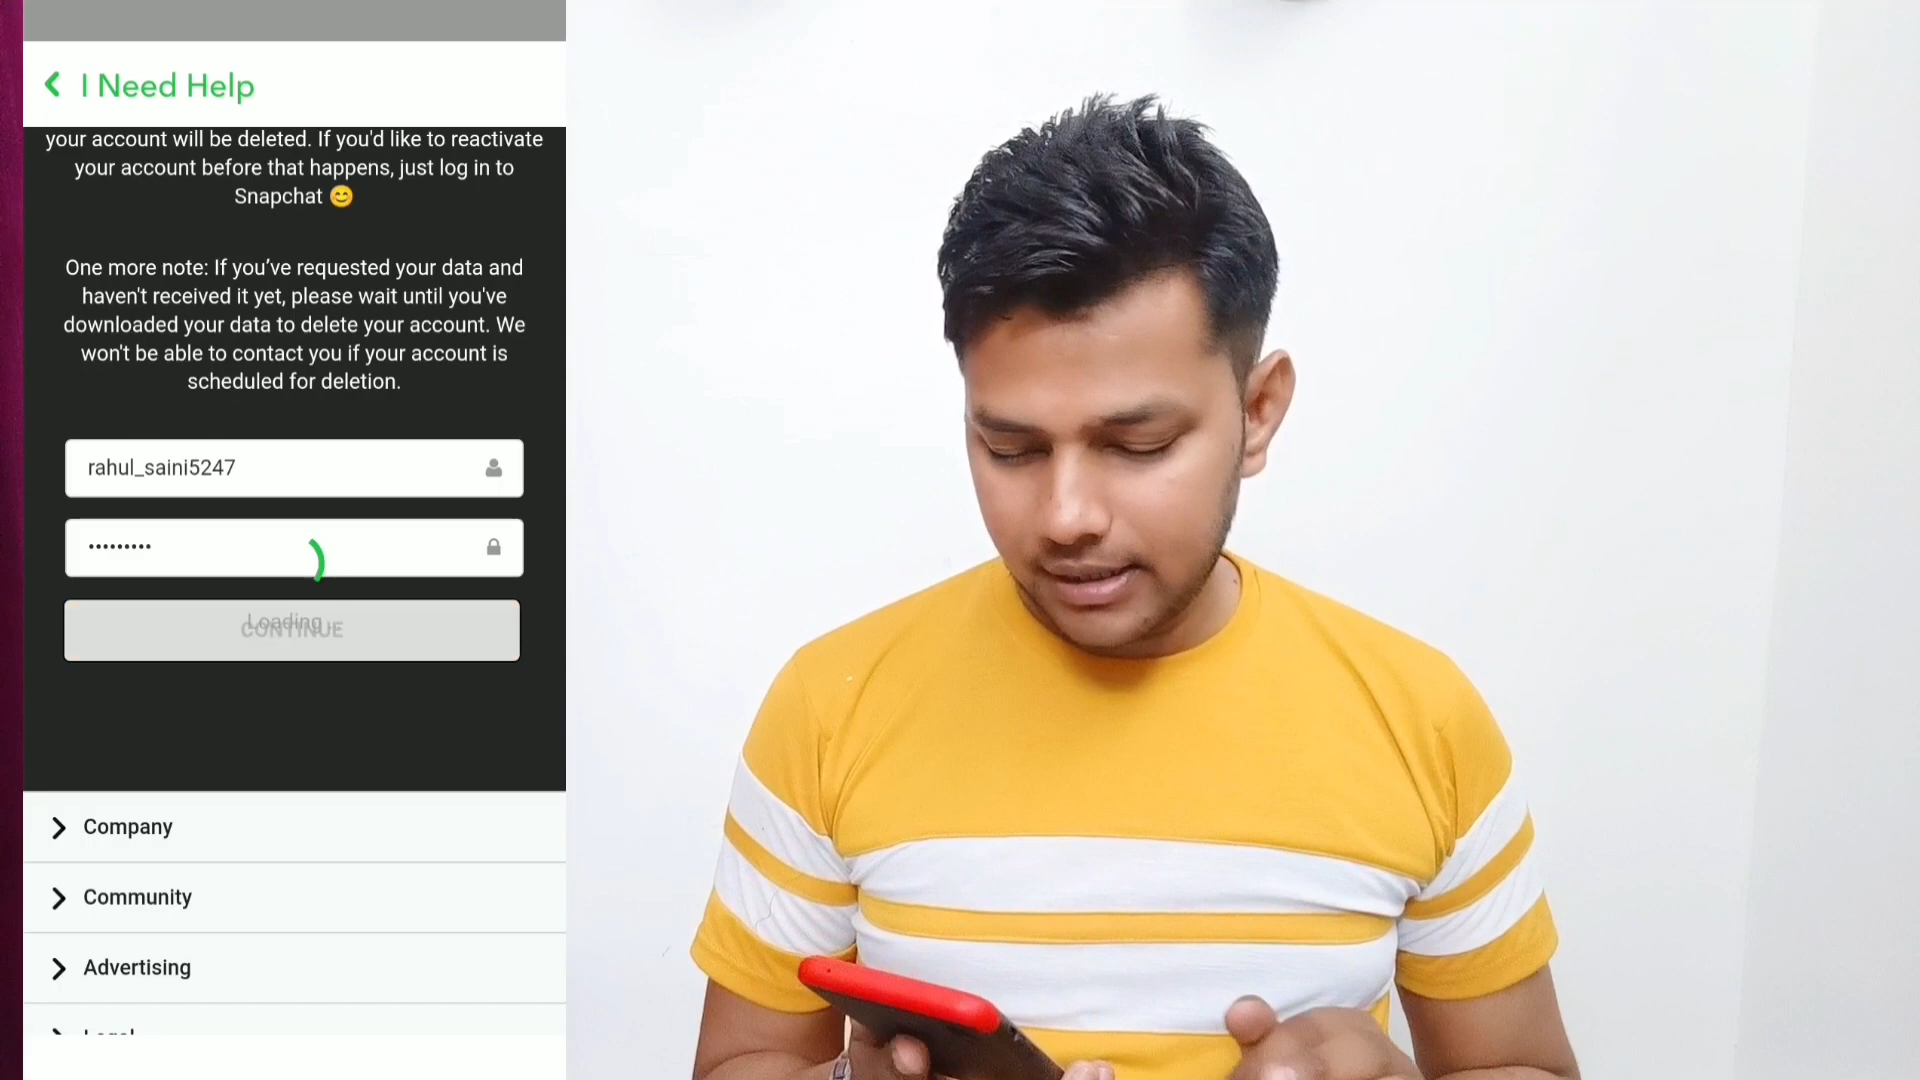 I Need Help
your account will be deleted. If you'd like to reactivate
your account before that happens, just log in to
Snapchat 😊
One more note: If you’ve requested your data and
haven't received it yet, please wait until you've
downloaded your data to delete your account. We
won't be able to contact you if your account is
scheduled for deletion.
rahul_saini5247
•••••••••
Loading...
CONTINUE
Company
Community
Advertising
Legal